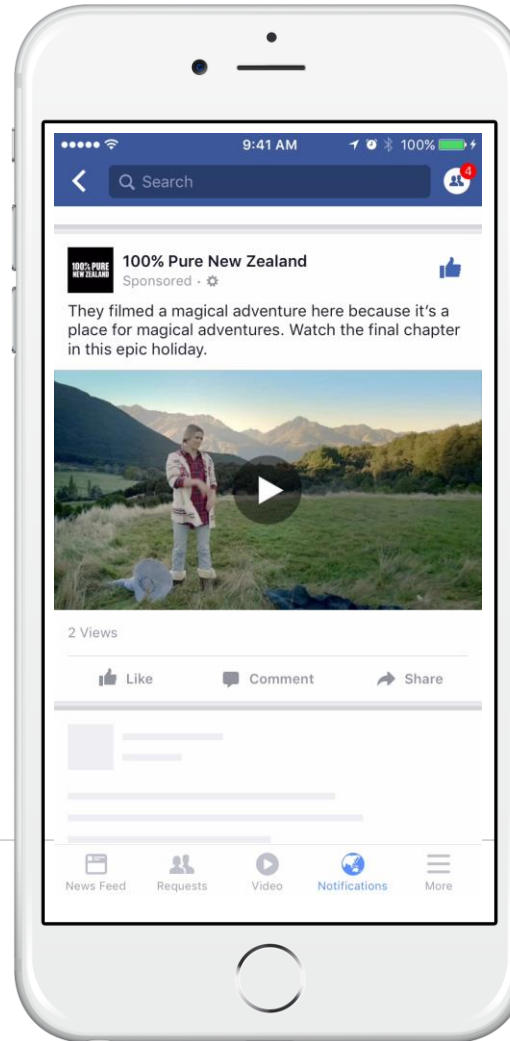 9:41 AM
100%
Search
4
100% PURE
NEW ZEALAND
100% Pure New Zealand
Sponsored ·
They filmed a magical adventure here because it's a
place for magical adventures. Watch the final chapter
in this epic holiday.
2 Views
Like Comment Share
News Feed Requests Video Notifications More